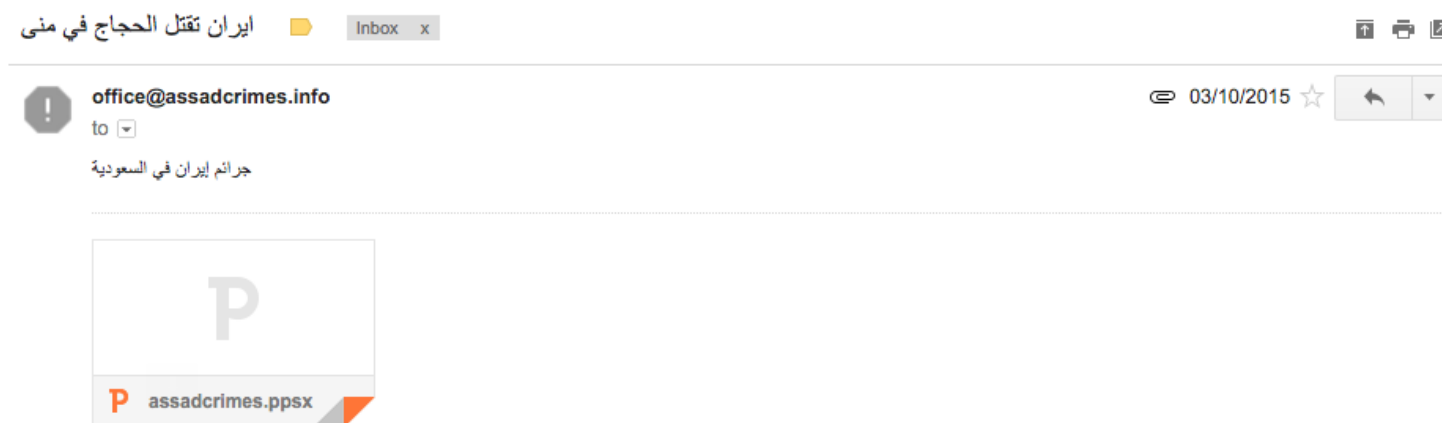 ايران تقتل الحجاج في منى
Inbox x
office@assadcrimes.info
03/10/2015
to
جرائم إيران في السعودية
P
P assadcrimes.ppsx